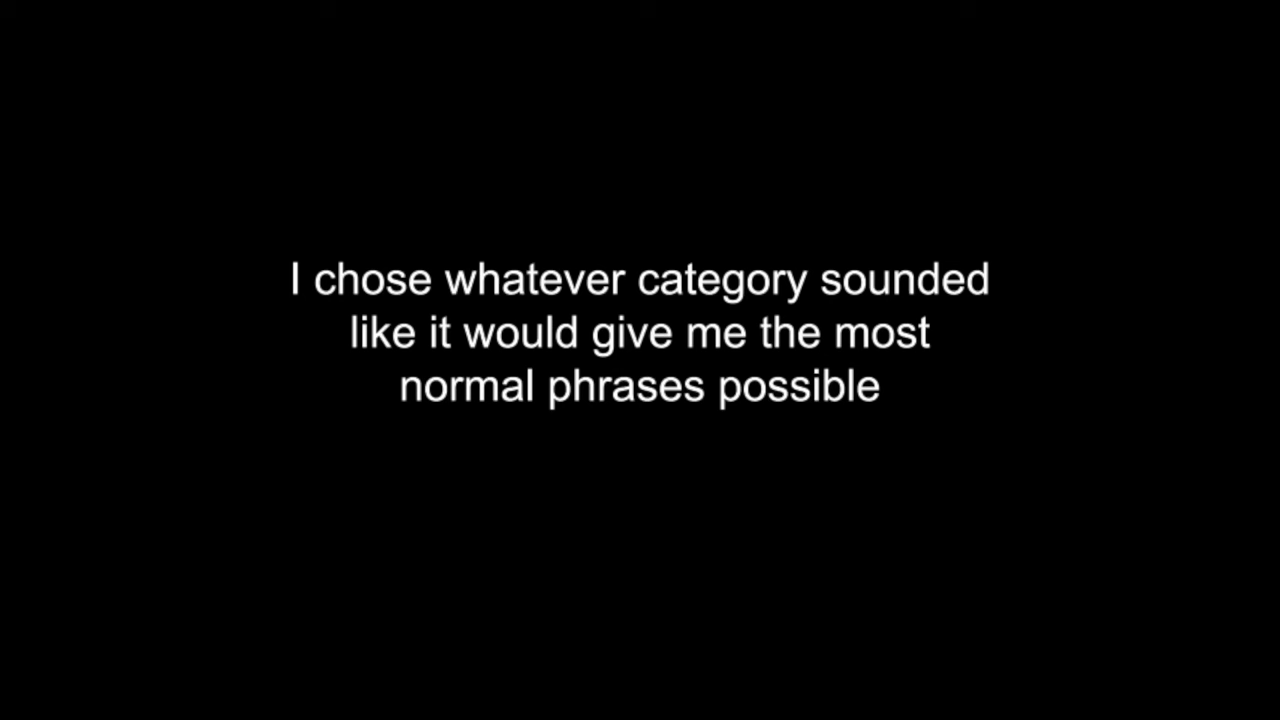 I chose whatever category sounded
like it would give me the most
normal phrases possible